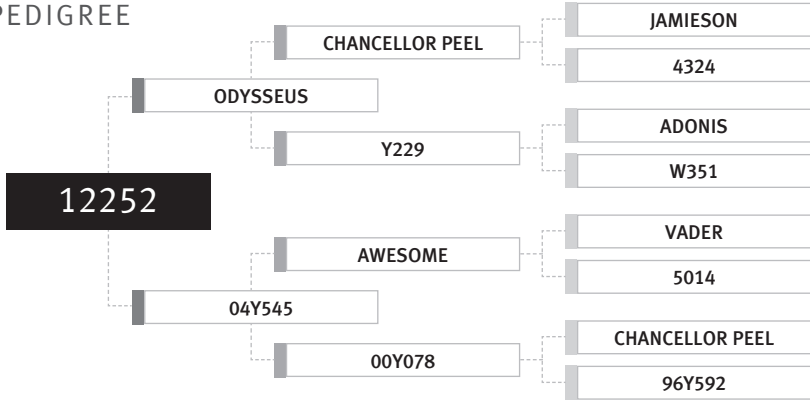 PEDIGREE
JAMIESON
CHANCELLOR PEEL
4324
ODYSSEUS
ADONIS
Y229
W351
12252
VADER
AWESOME
5014
04Y545
CHANCELLOR PEEL
00Y078
96Y592